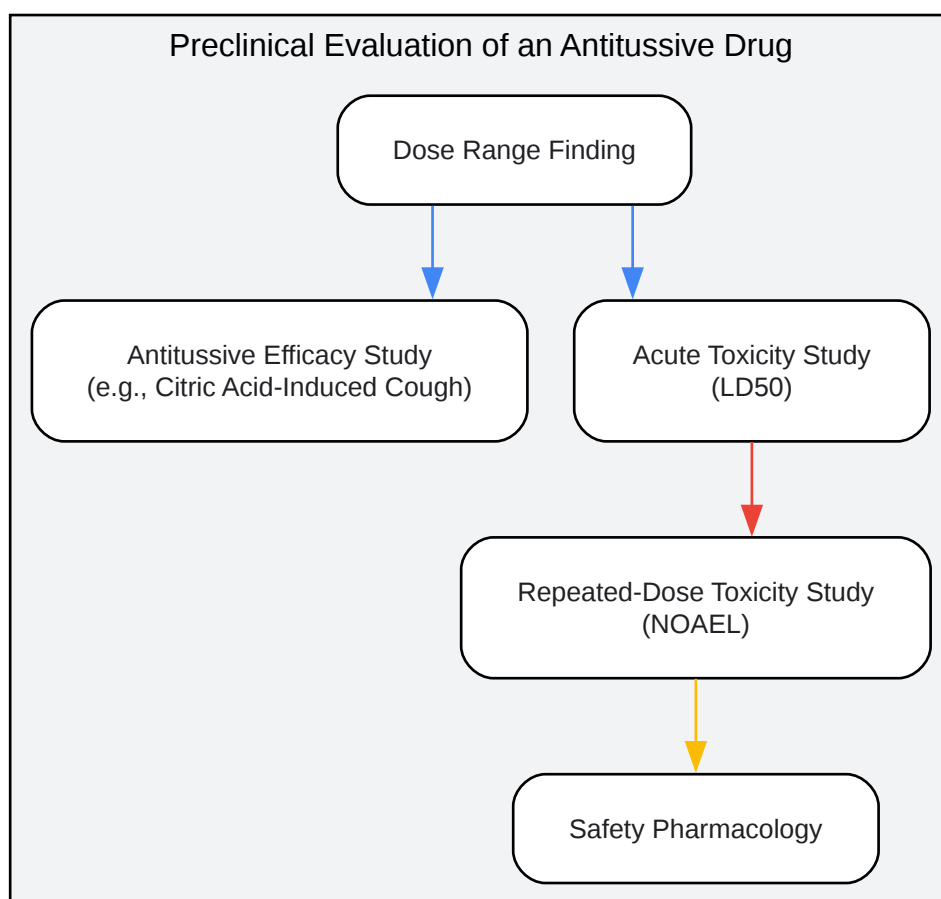 Preclinical Evaluation of an Antitussive Drug
Dose Range Finding
Antitussive Efficacy Study
(e.g., Citric Acid-Induced Cough)
Acute Toxicity Study
(LD50)
Repeated-Dose Toxicity Study
(NOAEL)
Safety Pharmacology